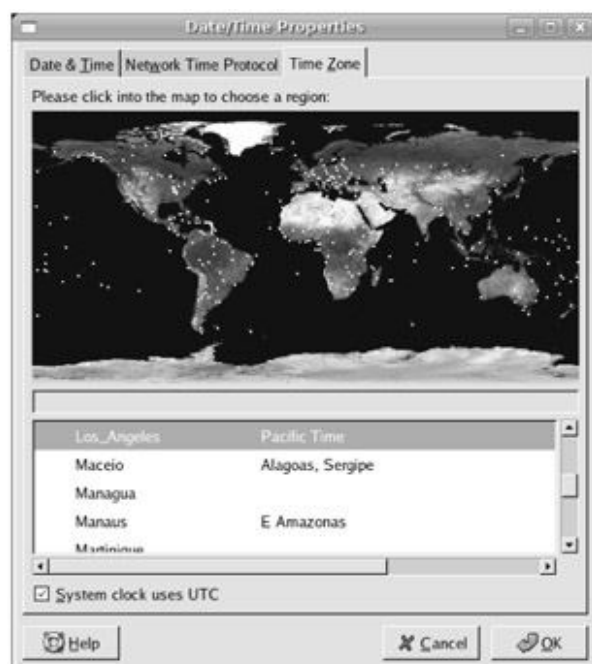 Date/Time Properties
Date & Time Network Time Protocol Time Zone
Please click into the map to choose a region:
Los_Angeles Pacific Time
Maceio Alagoas, Sergipe
Managua
Manaus E Amazonas
Martinique
System clock uses UTC
Help Cancel OK